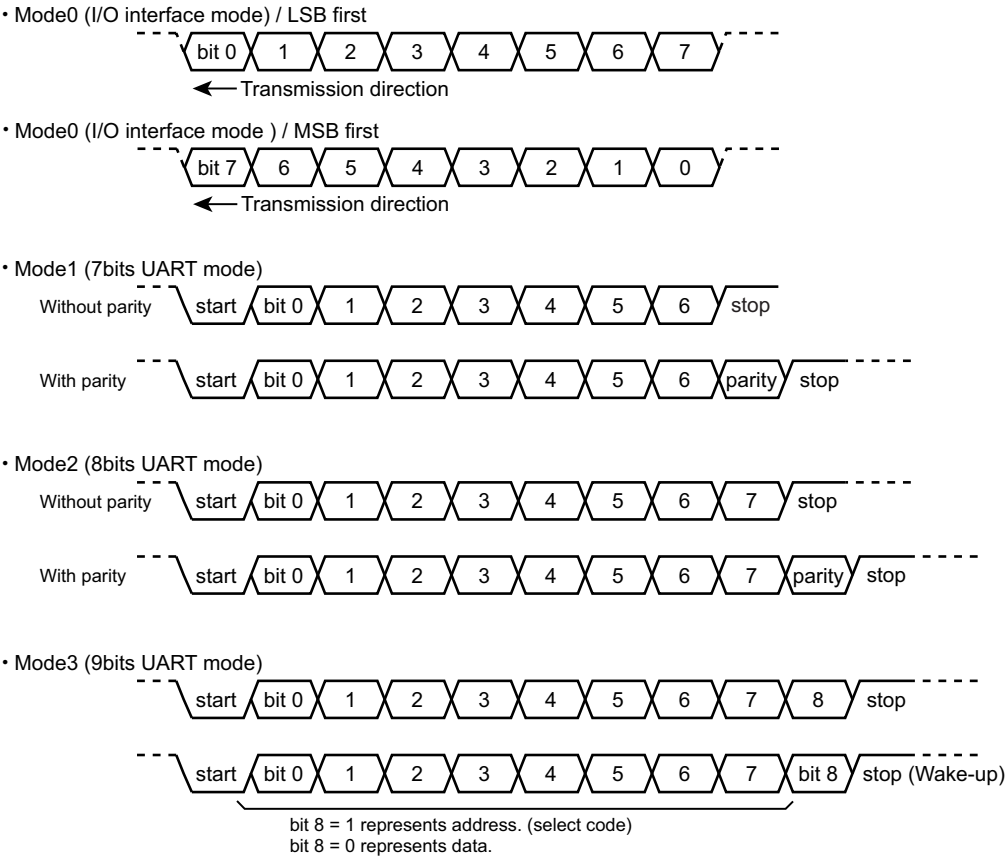 • Mode0 (I/O interface mode) / LSB first
bit 0 1 2 3 4 5 6 7
Transmission direction
• Mode0 (I/O interface mode ) / MSB first
bit 7 6 5 4 3 2 1 0
Transmission direction
• Mode1 (7bits UART mode)
Without parity start bit 0 1 2 3 4 5 6 stop
With parity start bit 0 1 2 3 4 5 6 parity stop
• Mode2 (8bits UART mode)
Without parity start bit 0 1 2 3 4 5 6 7 stop
With parity start bit 0 1 2 3 4 5 6 7 parity stop
• Mode3 (9bits UART mode)
start bit 0 1 2 3 4 5 6 7 8 stop
start bit 0 1 2 3 4 5 6 7 bit 8 stop (Wake-up)
bit 8 = 1 represents address. (select code)
bit 8 = 0 represents data.